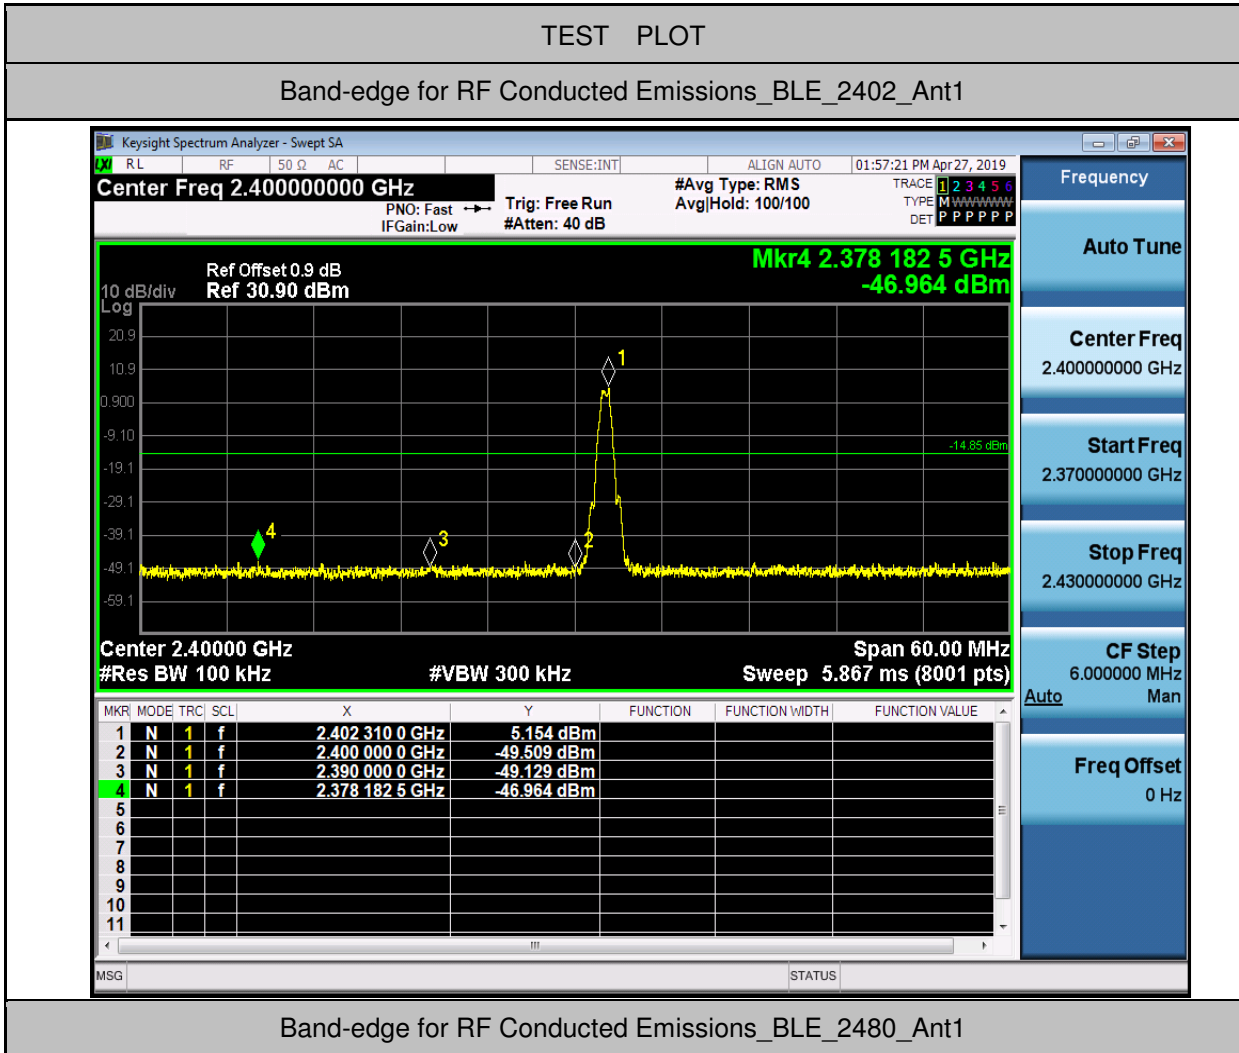 TEST PLOT
Band-edge for RF Conducted Emissions_BLE_2402_Ant1
Keysight Spectrum Analyzer - Swept SA
LXI RL RF 50 Ω AC SENSE:INT ALIGN AUTO 01:57:21 PM Apr 27, 2019
Center Freq 2.400000000 GHz
PNO: Fast
IFGain:Low
Trig: Free Run
#Atten: 40 dB
#Avg Type: RMS
Avg|Hold: 100/100
TRACE 1 2 3 4 5 6
TYPE M WWWWW
DET P P P P P P
Frequency
Auto Tune
Center Freq
2.400000000 GHz
Start Freq
2.370000000 GHz
Stop Freq
2.430000000 GHz
CF Step
6.000000 MHz
Auto Man
Freq Offset
0 Hz
Mkr4 2.378 182 5 GHz
-46.964 dBm
Ref Offset 0.9 dB
10 dB/div Ref 30.90 dBm
Log
20.9
10.9
0.900
-9.10
-19.1
-29.1
-39.1
-49.1
-59.1
1
-14.85 dBm
4
3
2
Center 2.40000 GHz Span 60.00 MHz
#Res BW 100 kHz #VBW 300 kHz Sweep 5.867 ms (8001 pts)
MKR MODE TRC SCL X Y FUNCTION FUNCTION WIDTH FUNCTION VALUE
1 N 1 f 2.402 310 0 GHz 5.154 dBm
2 N 1 f 2.400 000 0 GHz -49.509 dBm
3 N 1 f 2.390 000 0 GHz -49.129 dBm
4 N 1 f 2.378 182 5 GHz -46.964 dBm
5
6
7
8
9
10
11
MSG STATUS
Band-edge for RF Conducted Emissions_BLE_2480_Ant1